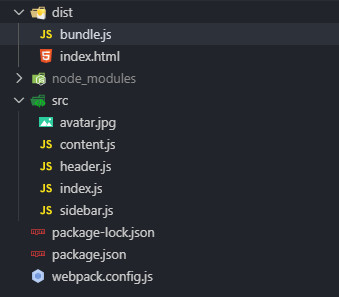 dist
JS bundle.js
index.html
node_modules
src
avatar.jpg
JS content.js
JS header.js
JS index.js
JS sidebar.js
package-lock.json
package.json
webpack.config.js